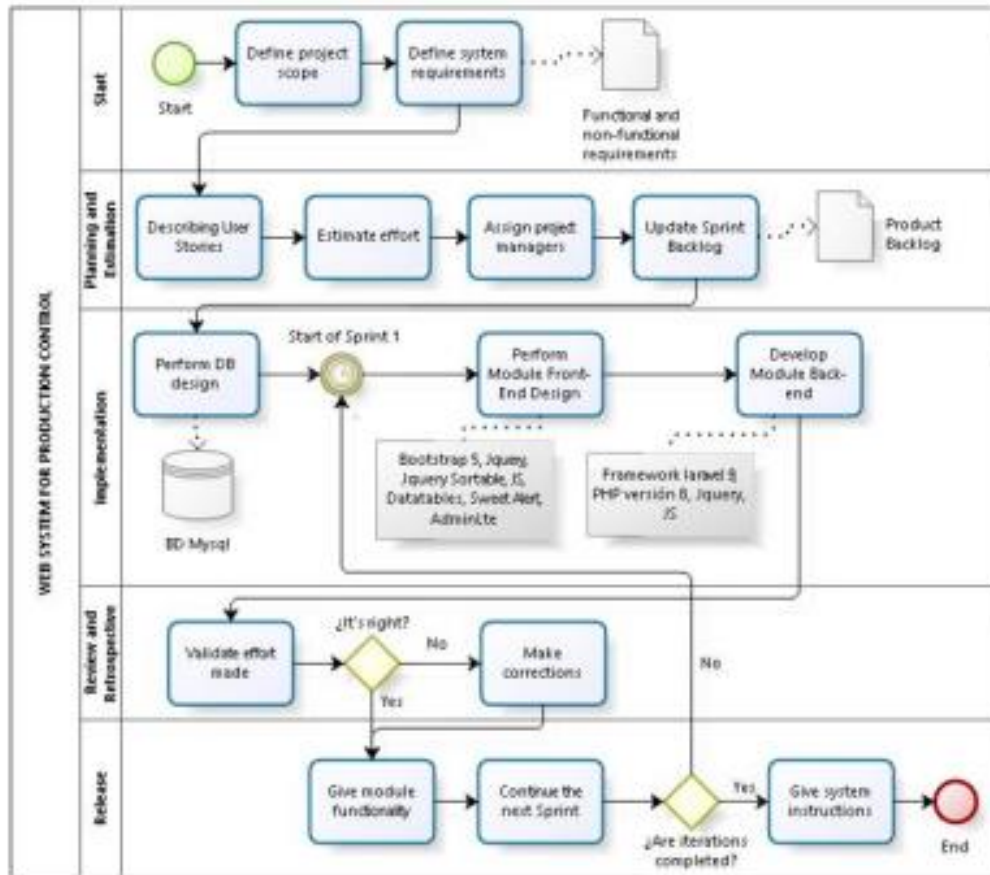 WEB SYSTEM FOR PRODUCTION CONTROL
Start
Start
Define project
scope
Define system
requirements
Functional and
non-functional
requirements
Planning and
Estimation
Describing User
Stories
Estimate effort
Assign project
managers
Update Sprint
Backlog
Product
Backlog
Implementation
Perform DB
design
BD Mysql
Start of Sprint 1
Perform
Module Front-
End Design
Bootstrap 5, Jquery,
Jquery Sortable, JS,
Datatables, Sweet Alert,
AdminLte
Develop
Module Back-
end
Framework laravel 9,
PHP versión 8, Jquery,
JS
Review and
Retrospective
Validate effort
made
¿It's right?
No
Yes
Make
corrections
No
Release
Give module
functionality
Continue the
next Sprint
¿Are iterations
completed?
Yes
Give system
instructions
End